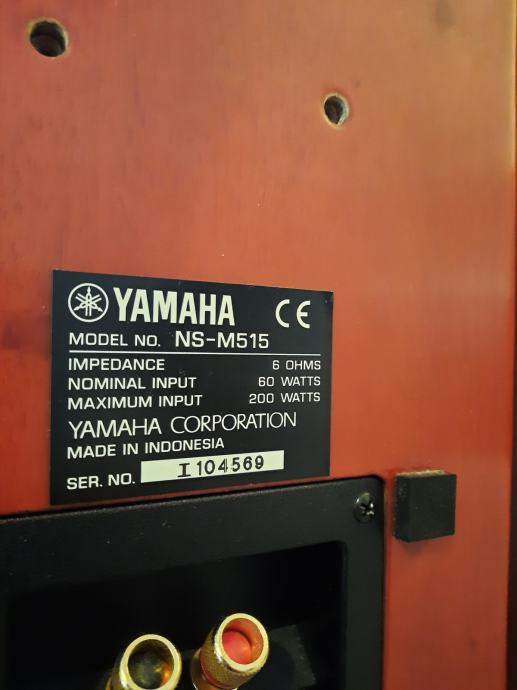 YAMAHA CE
MODEL NO. NS-M515
IMPEDANCE 6 OHMS
NOMINAL INPUT 60 WATTS
MAXIMUM INPUT 200 WATTS
YAMAHA CORPORATION
MADE IN INDONESIA
SER. NO. I104569